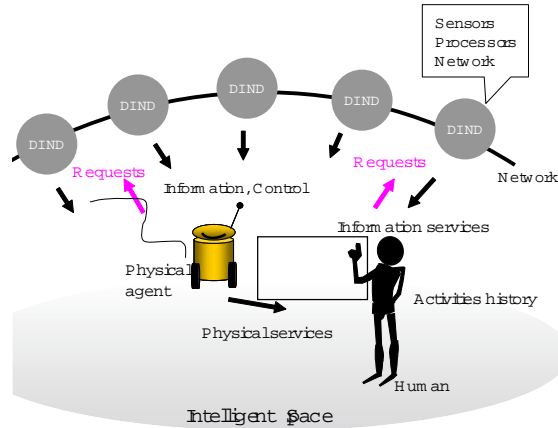 Sensors
Processors
Network
DIND
DIND
DIND
DIND
DIND
Requests
Requests
Network
Information, Control
Information services
Physical
agent
Activities history
Physical services
Human
Intelligent Space